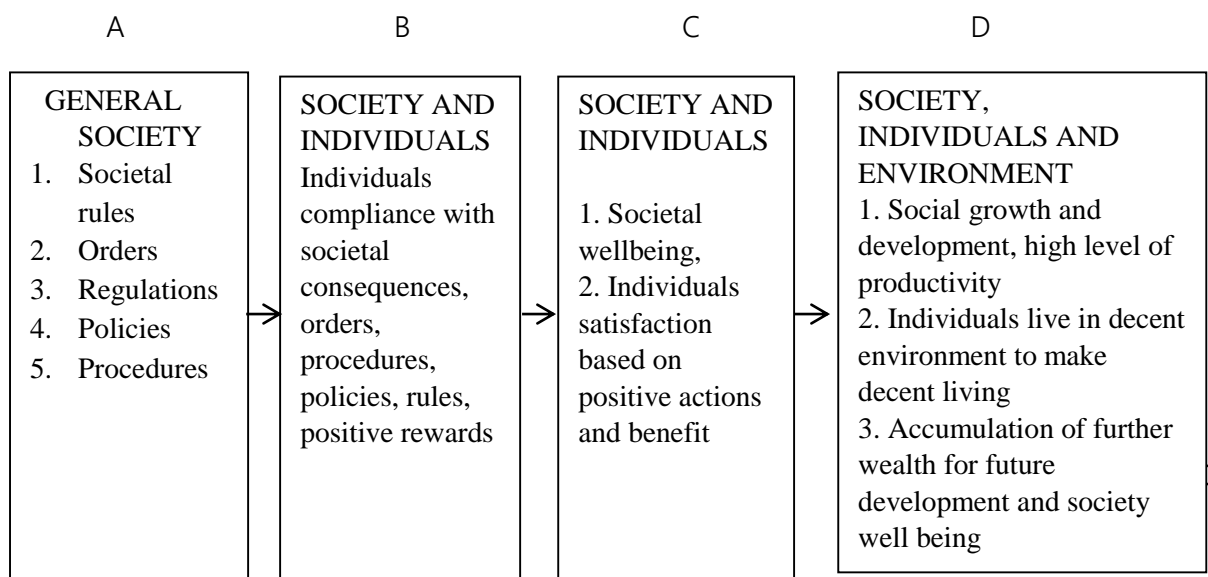 A
B
C
D
GENERAL
SOCIETY
1. Societal
rules
2. Orders
3. Regulations
4. Policies
5. Procedures
SOCIETY AND
INDIVIDUALS
Individuals
compliance with
societal
consequences,
orders,
procedures,
policies, rules,
positive rewards
SOCIETY AND
INDIVIDUALS
1. Societal
wellbeing,
2. Individuals
satisfaction
based on
positive actions
and benefit
SOCIETY,
INDIVIDUALS AND
ENVIRONMENT
1. Social growth and
development, high level of
productivity
2. Individuals live in decent
environment to make
decent living
3. Accumulation of further
wealth for future
development and society
well being